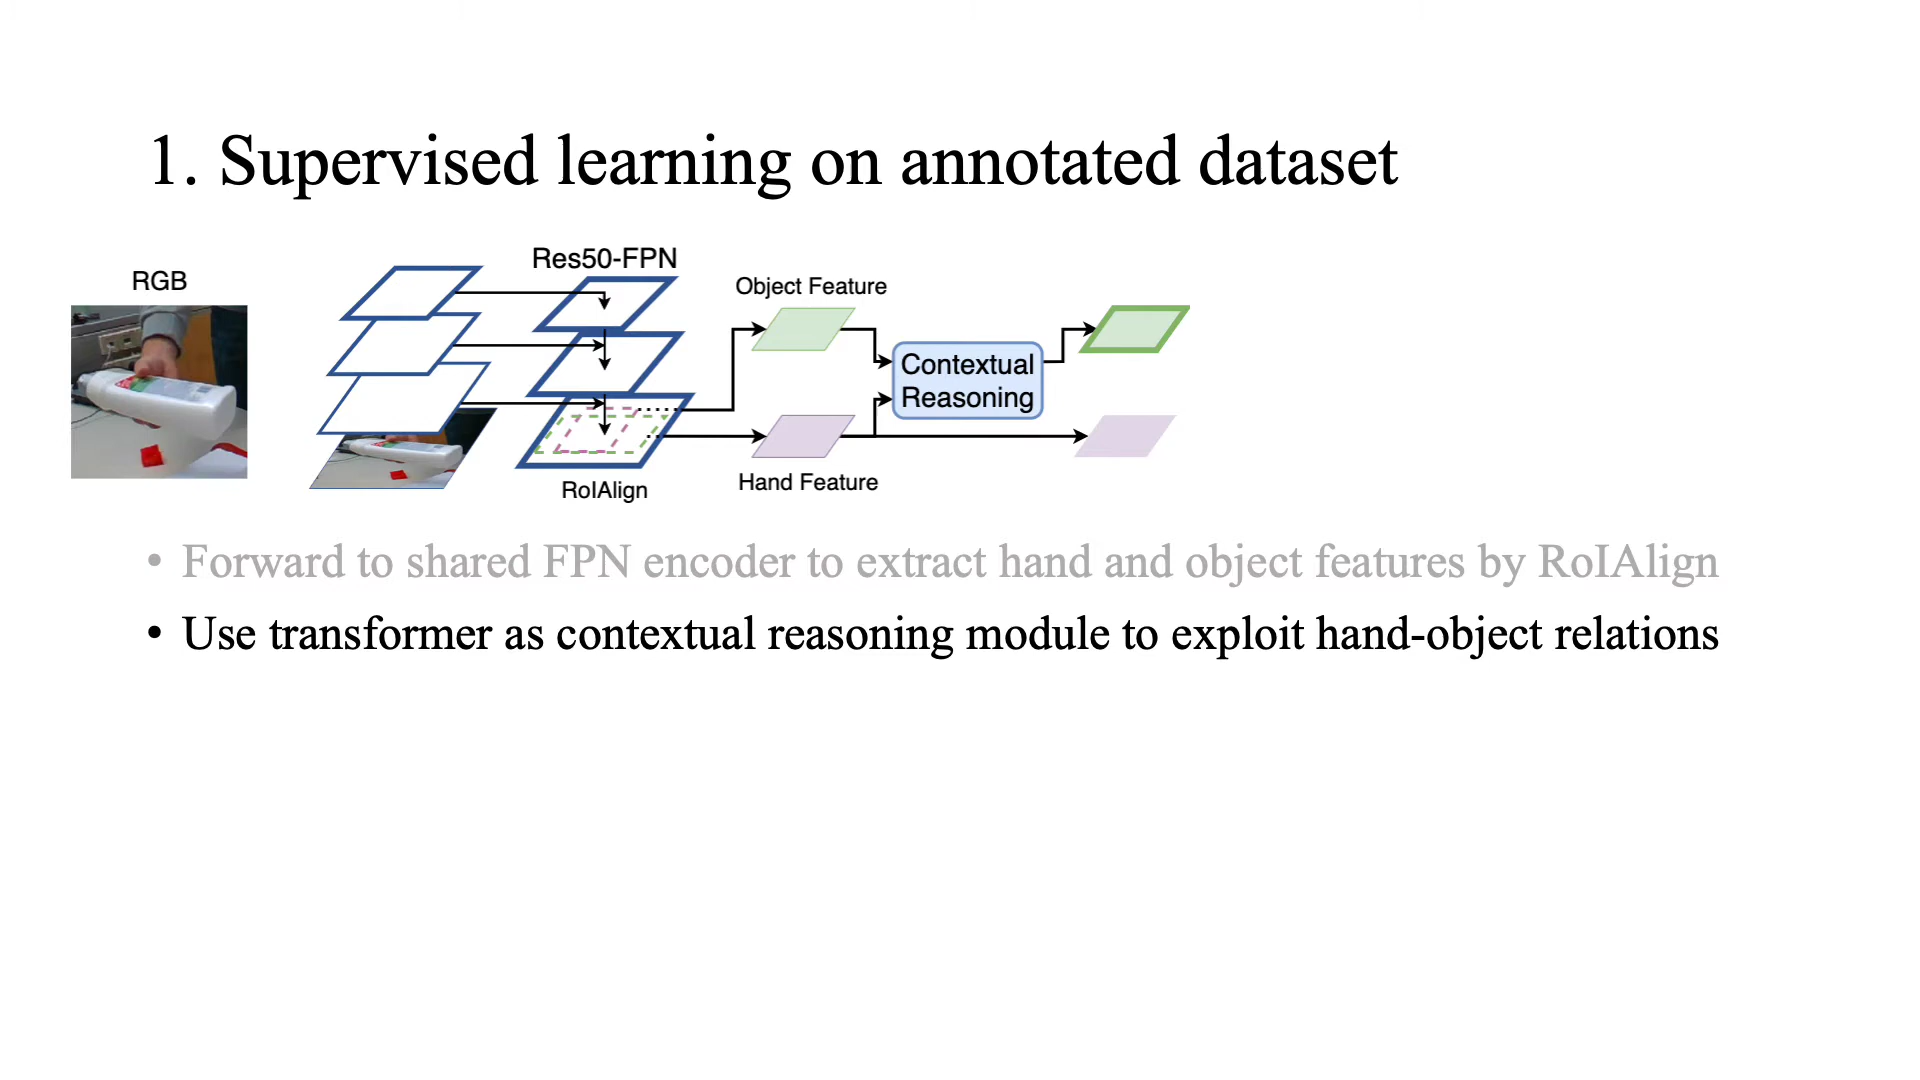 1. Supervised learning on annotated dataset
RGB
Res50-FPN
RoIAlign
Object Feature
Hand Feature
Contextual
Reasoning
• Forward to shared FPN encoder to extract hand and object features by RoIAlign
• Use transformer as contextual reasoning module to exploit hand-object relations